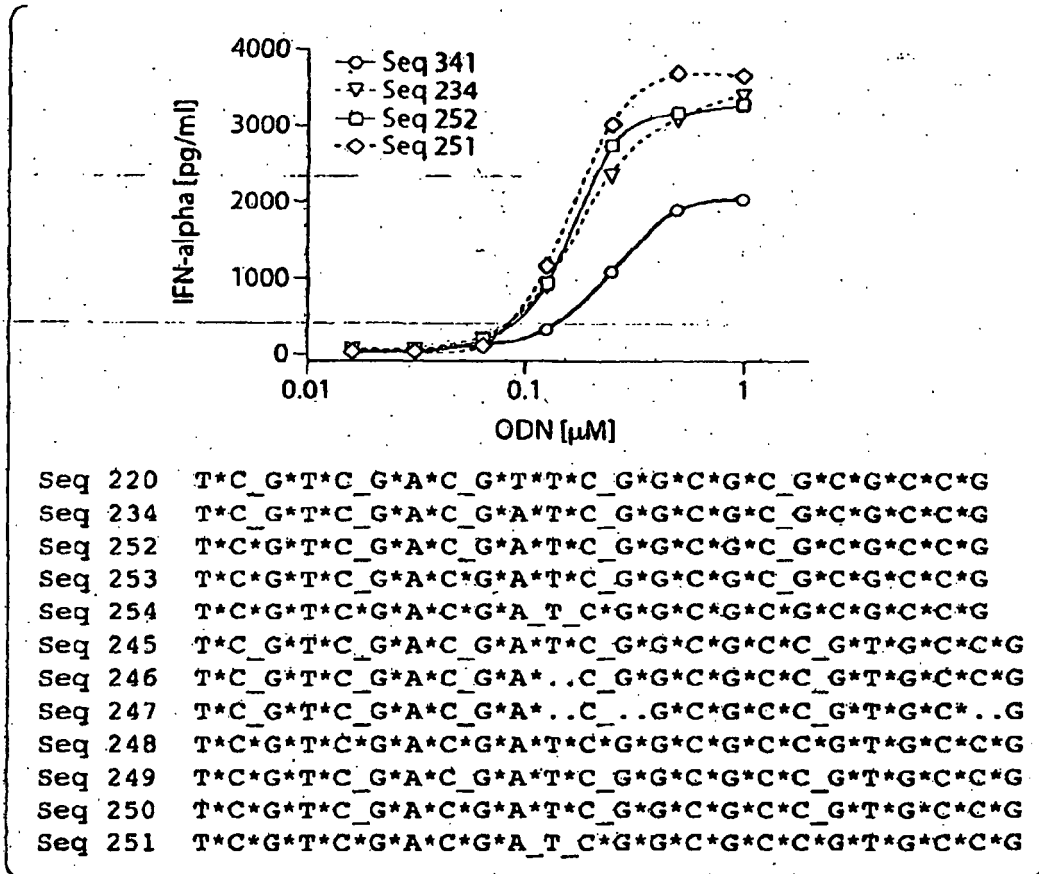 4000
3000
2000
1000
0
IFN-alpha [pg/ml]
Seq 341
Seq 234
Seq 252
Seq 251
0.01
0.1
1
ODN [µM]
Seq 220 T*C_G*T*C_G*A*C_G*T*T*C_G*G*C*G*C_G*C*G*C*C*G
Seq 234 T*C_G*T*C_G*A*C_G*A*T*C_G*G*C*G*C_G*C*G*C*C*G
Seq 252 T*C*G*T*C_G*A*C_G*A*T*C_G*G*C*G*C_G*C*G*C*C*G
Seq 253 T*C*G*T*C_G*A*C*G*A*T*C_G*G*C*G*C_G*C*G*C*C*G
Seq 254 T*C*G*T*C*G*A*C*G*A_T_C*G*G*C*G*C*G*C*G*C*C*G
Seq 245 T*C_G*T*C_G*A*C_G*A*T*C_G*G*C*G*C*C_G*T*G*C*C*G
Seq 246 T*C_G*T*C_G*A*C_G*A*..C_G*G*C*G*C*C_G*T*G*C*C*G
Seq 247 T*C_G*T*C_G*A*C_G*A*..C_..G*C*G*C*C_G*T*G*C*..G
Seq 248 T*C*G*T*C*G*A*C*G*A*T*C*G*G*C*G*C*C*G*T*G*C*C*G
Seq 249 T*C*G*T*C_G*A*C_G*A*T*C_G*G*C*G*C*C_G*T*G*C*C*G
Seq 250 T*C*G*T*C_G*A*C*G*A*T*C_G*G*C*G*C*C_G*T*G*C*C*G
Seq 251 T*C*G*T*C*G*A*C*G*A_T_C*G*G*C*G*C*C*G*T*G*C*C*G